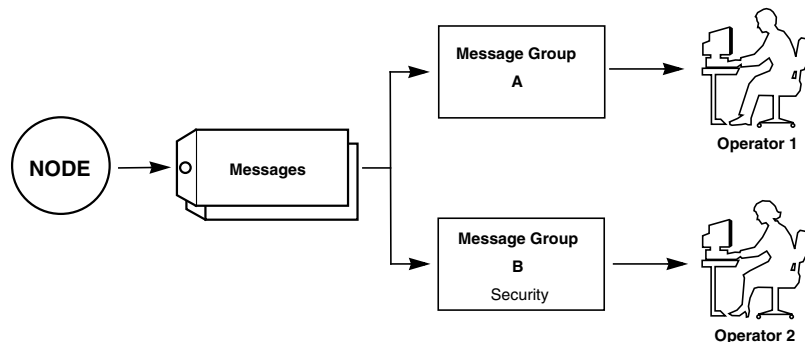 NODE
Messages
Message Group
A
Operator 1
Message Group
B
Security
Operator 2